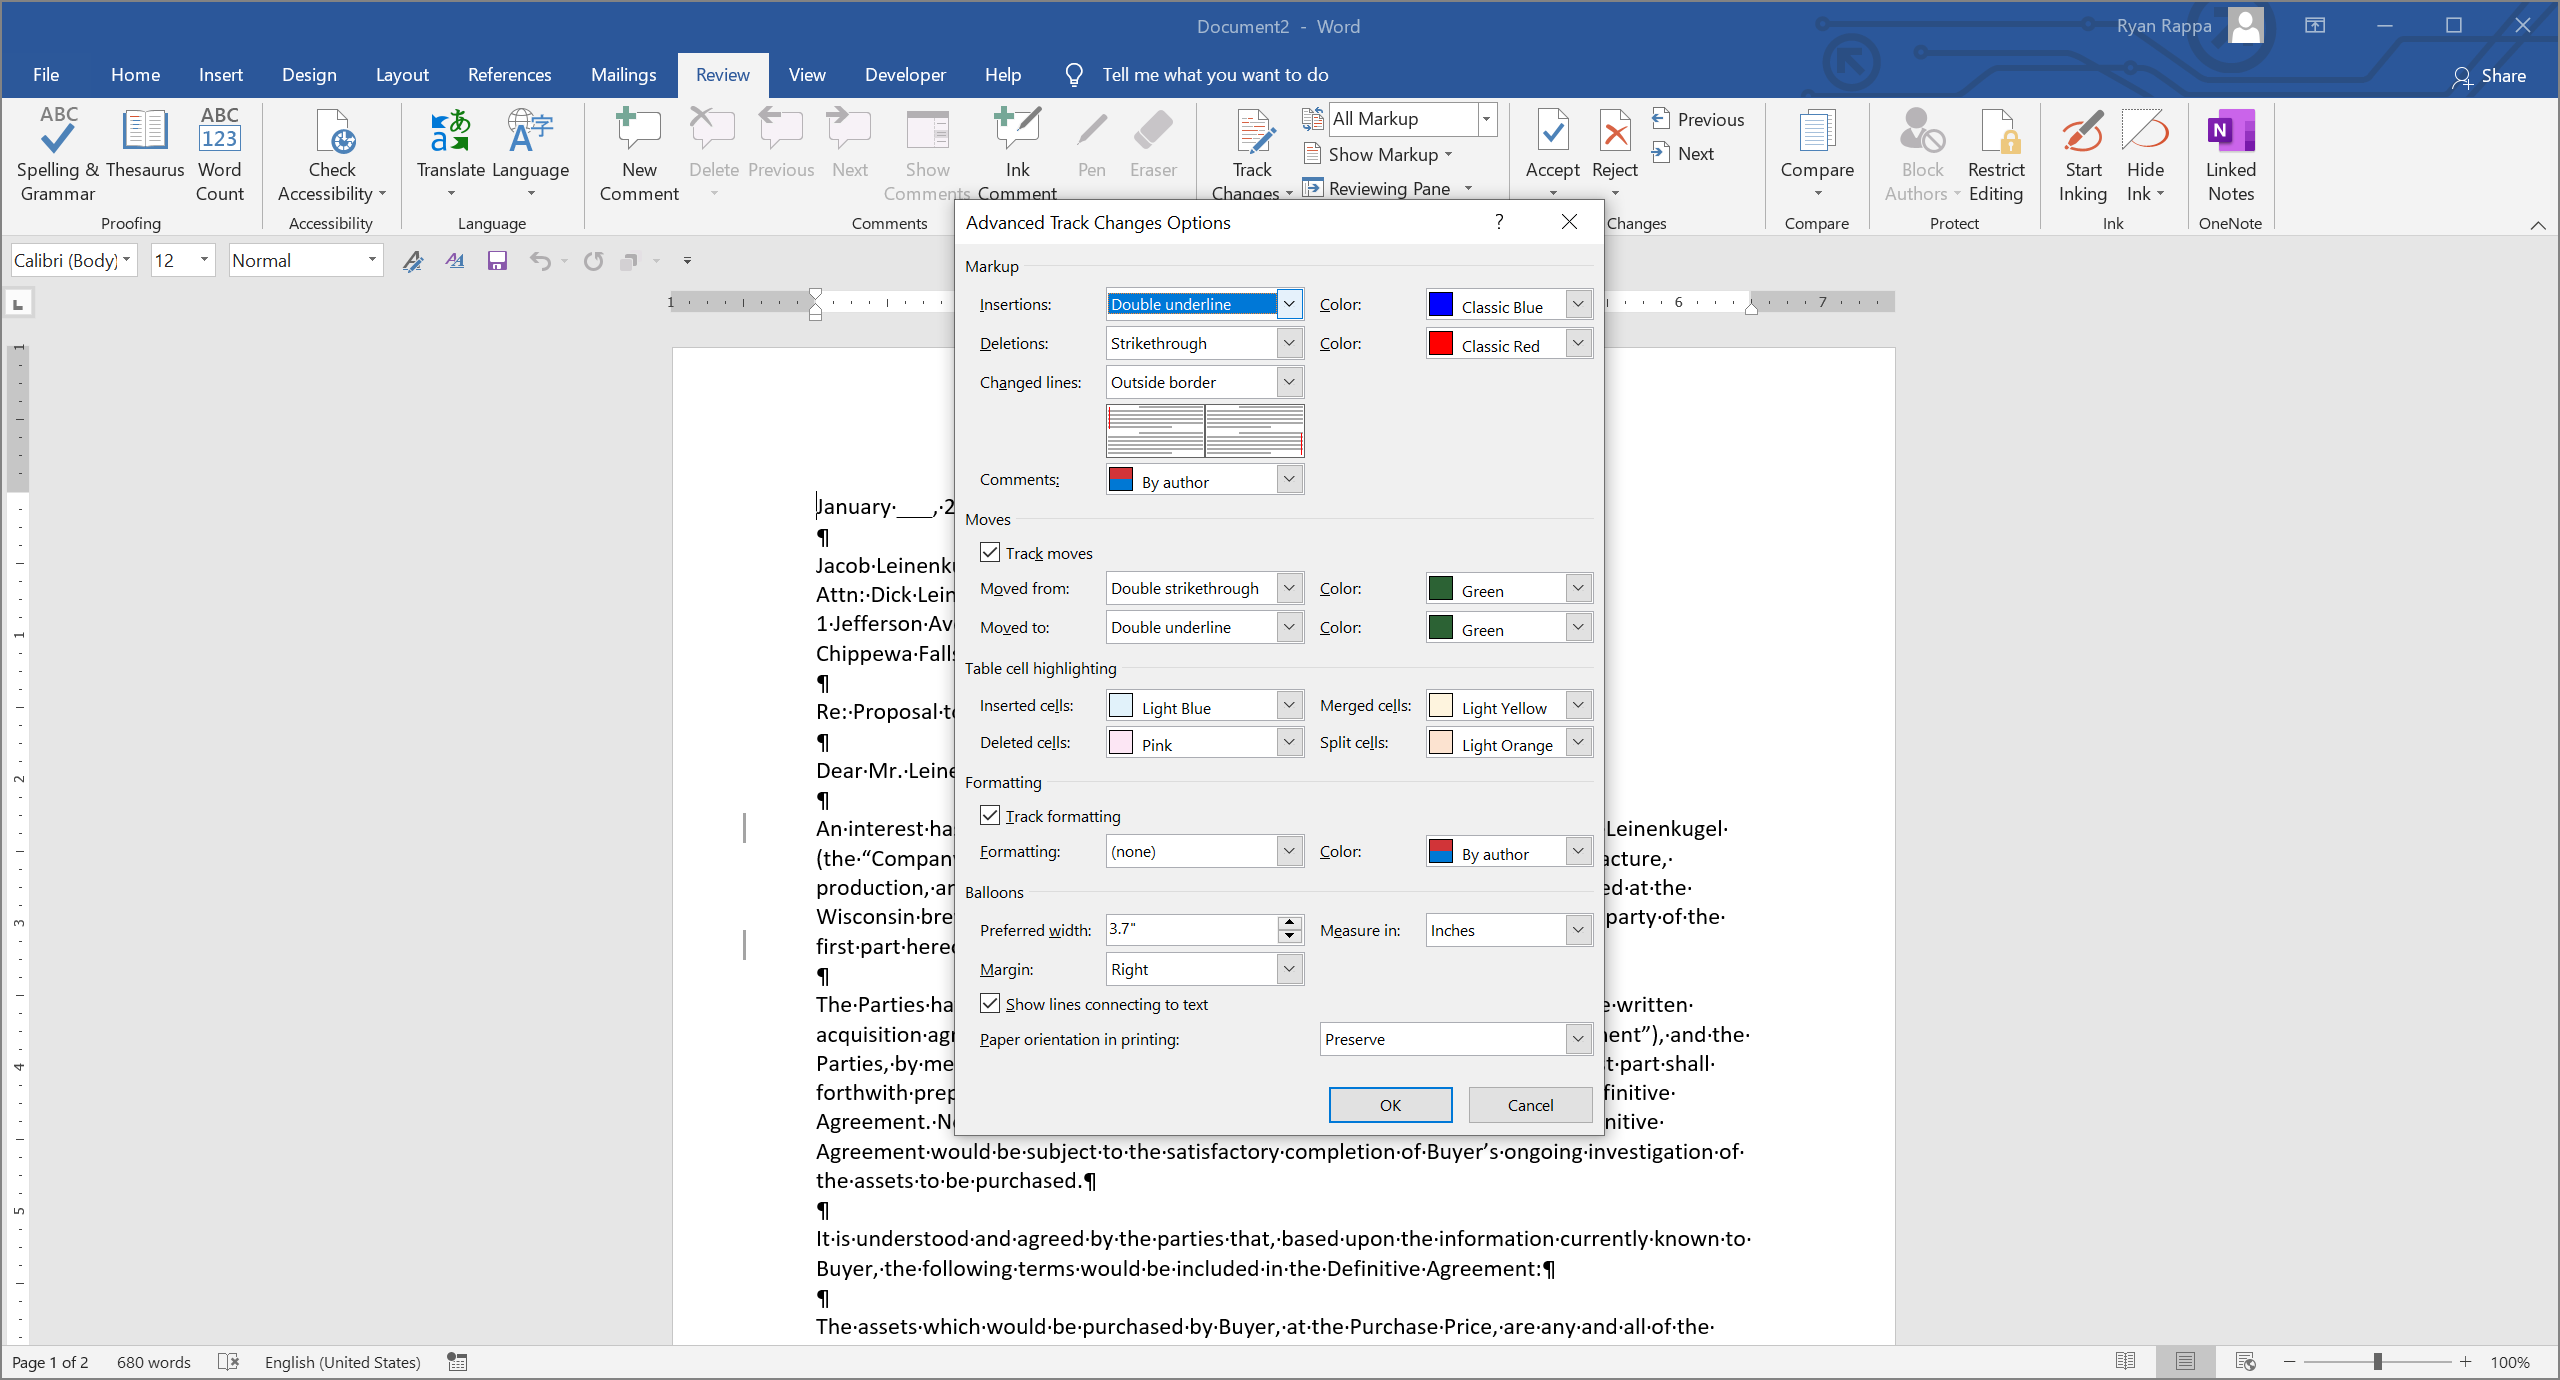 Document2 - Word
Ryan Rappa
File Home Insert Design Layout References Mailings Review View Developer Help Tell me what you want to do Share
ABC
Spelling & Grammar
Thesaurus
ABC
123
Word Count
Proofing
Check Accessibility
Accessibility
Translate
Language
Language
New Comment
Delete
Previous
Next
Show Comments
Ink Comment
Pen
Eraser
Comments
Track Changes
All Markup
Show Markup
Reviewing Pane
Accept
Reject
Previous
Next
Changes
Compare
Compare
Block Authors
Restrict Editing
Protect
Start Inking
Hide Ink
Ink
N
Linked Notes
OneNote
Calibri (Body)
12
Normal
1
6
7
1
1
2
3
4
5
Advanced Track Changes Options ?
Markup
Insertions: Double underline Color: Classic Blue
Deletions: Strikethrough Color: Classic Red
Changed lines: Outside border
Comments: By author
Moves
Track moves
Moved from: Double strikethrough Color: Green
Moved to: Double underline Color: Green
Table cell highlighting
Inserted cells: Light Blue Merged cells: Light Yellow
Deleted cells: Pink Split cells: Light Orange
Formatting
Track formatting
Formatting: (none) Color: By author
Balloons
Preferred width: 3.7" Measure in: Inches
Margin: Right
Show lines connecting to text
Paper orientation in printing: Preserve
OK Cancel
January·___,·2
¶
Jacob·Leinenk
Attn:·Dick·Lein
1·Jefferson·Av
Chippewa·Falls
¶
Re:·Proposal·t
¶
Dear·Mr.·Leine
¶
An·interest·ha Leinenkugel·
(the·“Company acture,·
production,·a ed·at·the·
Wisconsin·bre party·of·the·
first·part·here
¶
The·Parties·ha e·written·
acquisition·ag ent”),·and·the·
Parties,·by·me t·part·shall·
forthwith·prep finitive·
Agreement.·N nitive·
Agreement·would·be·subject·to·the·satisfactory·completion·of·Buyer’s·ongoing·investigation·of·
the·assets·to·be·purchased.¶
¶
It·is·understood·and·agreed·by·the·parties·that,·based·upon·the·information·currently·known·to·
Buyer,·the·following·terms·would·be·included·in·the·Definitive·Agreement:¶
¶
The·assets·which·would·be·purchased·by·Buyer,·at·the·Purchase·Price,·are·any·and·all·of·the·
Page 1 of 2 680 words English (United States) 100%